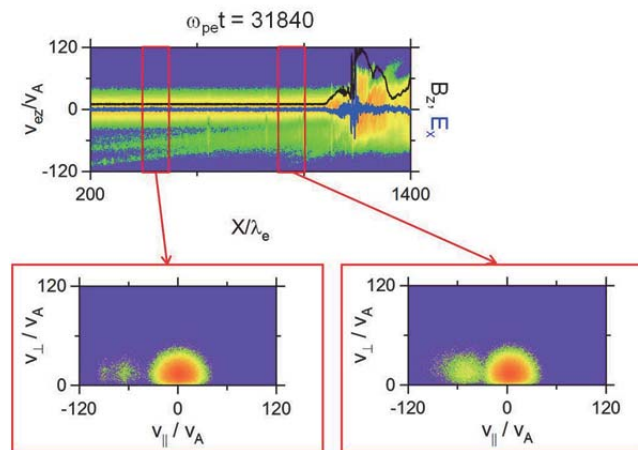 ω_pe t = 31840
120
0
-120
v_ez/v_A
B_z, E_x
200
1400
X/λ_e
120
0
v_⊥ / v_A
-120
0
120
v_|| / v_A
120
0
v_⊥ / v_A
-120
0
120
v_|| / v_A